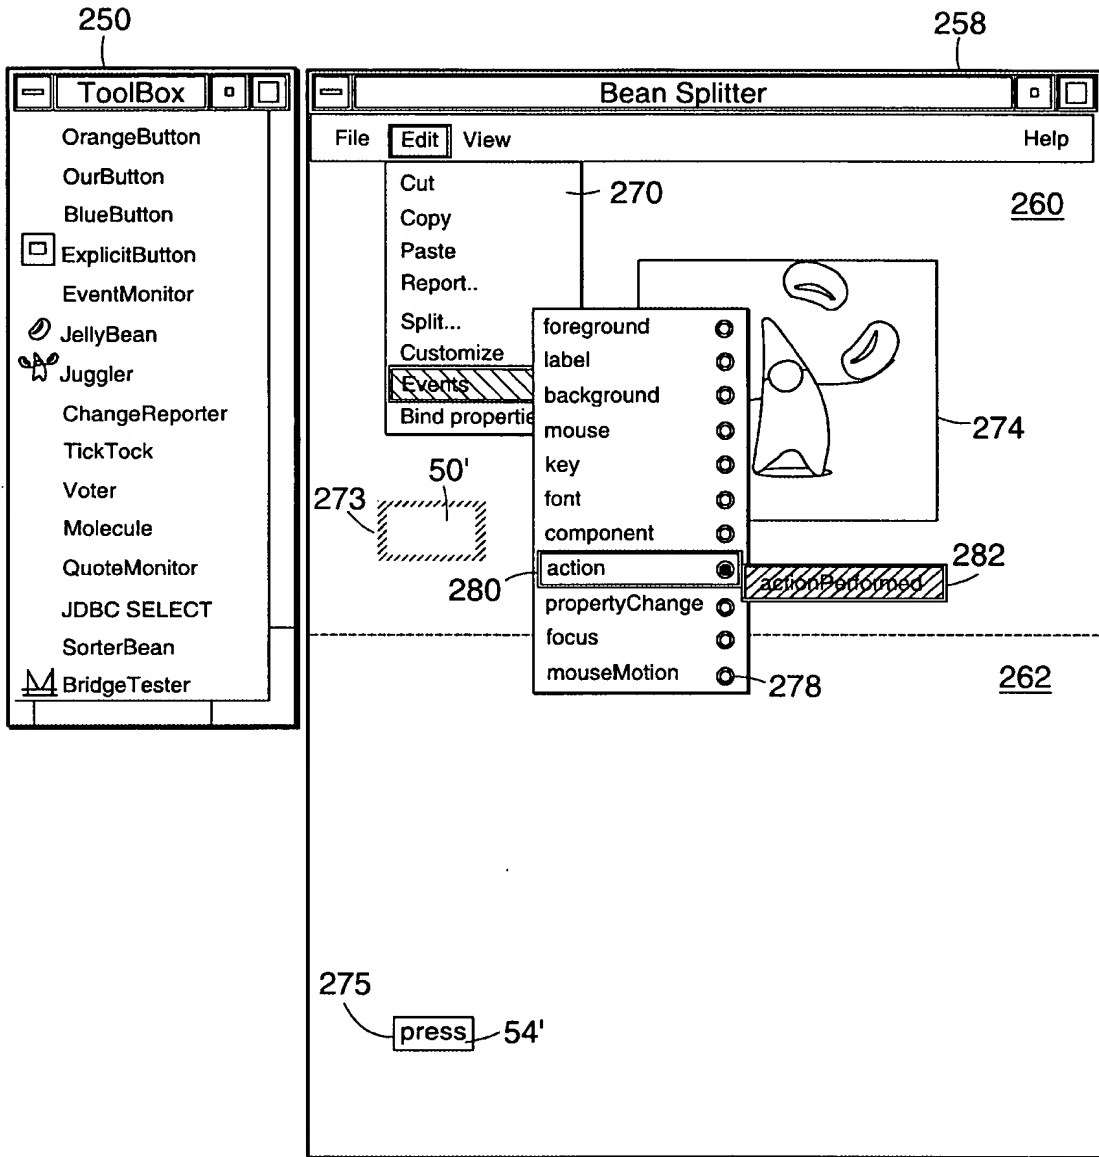 250
258
ToolBox
OrangeButton
OurButton
BlueButton
ExplicitButton
EventMonitor
JellyBean
Juggler
ChangeReporter
TickTock
Voter
Molecule
QuoteMonitor
JDBC SELECT
SorterBean
BridgeTester
Bean Splitter
File Edit View Help
Cut
Copy
Paste
Report..
Split...
Customize
Events
Bind propertie
270
260
foreground
label
background
mouse
key
font
component
action
propertyChange
focus
mouseMotion
274
273
50'
280
actionPerformed
282
278
262
275
press
54'